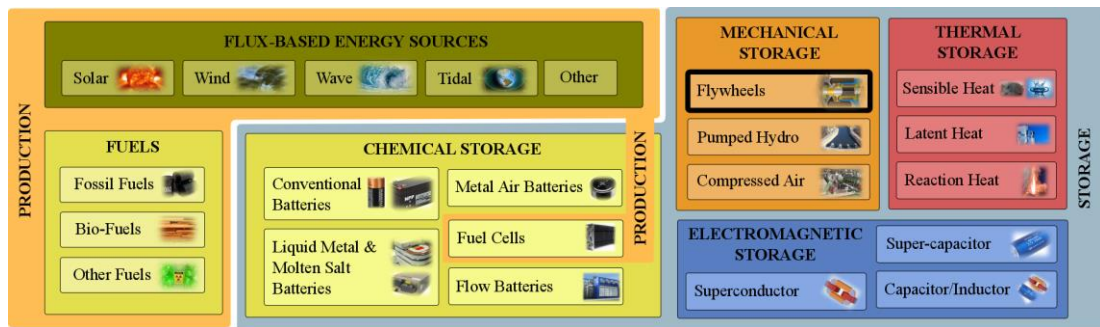 FLUX-BASED ENERGY SOURCES
Solar
Wind
Wave
Tidal
Other
PRODUCTION
FUELS
Fossil Fuels
Bio-Fuels
Other Fuels
CHEMICAL STORAGE
Conventional
Batteries
Liquid Metal &
Molten Salt
Batteries
Metal Air Batteries
Fuel Cells
Flow Batteries
PRODUCTION
MECHANICAL
STORAGE
Flywheels
Pumped Hydro
Compressed Air
THERMAL
STORAGE
Sensible Heat
Latent Heat
Reaction Heat
STORAGE
ELECTROMAGNETIC
STORAGE
Superconductor
Super-capacitor
Capacitor/Inductor